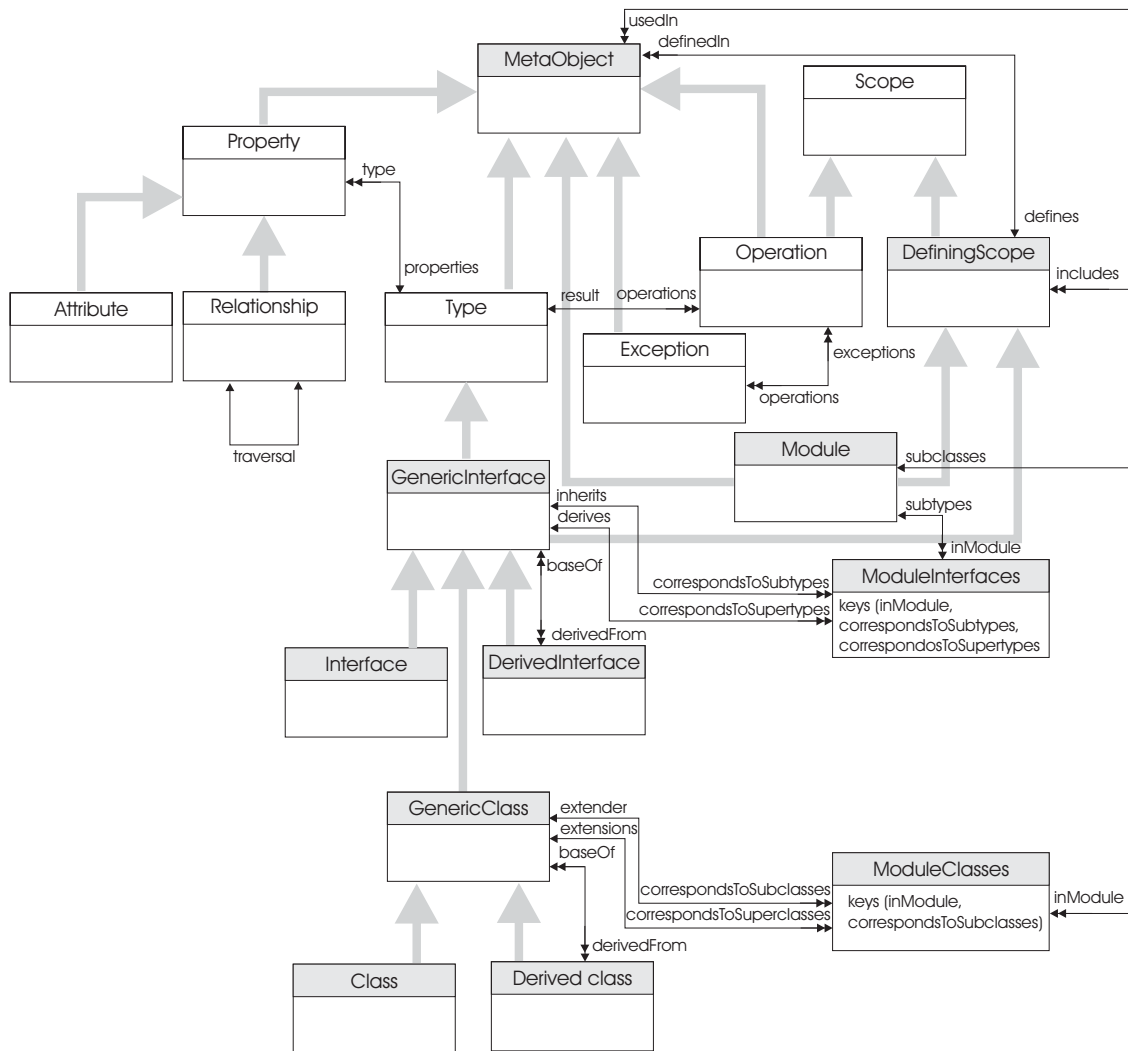 usedIn
definedIn
MetaObject
Scope
Property
type
defines
properties
Operation
DefiningScope
includes
Attribute
Relationship
Type
result
operations
Exception
exceptions
operations
traversal
Module
subclasses
GenericInterface
inherits
derives
subtypes
inModule
baseOf
correspondsToSubtypes
correspondsToSupertypes
ModuleInterfaces
keys (inModule,
correspondsToSubtypes,
correspondosToSupertypes
derivedFrom
Interface
DerivedInterface
GenericClass
extender
extensions
baseOf
correspondsToSubclasses
correspondsToSuperclasses
ModuleClasses
keys (inModule,
correspondsToSubclasses)
inModule
derivedFrom
Class
Derived class